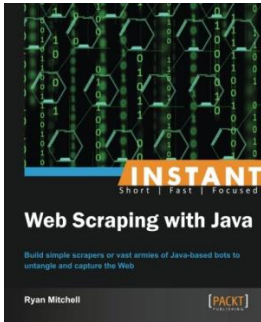 INSTANT
Short | Fast | Focused
Web Scraping with Java
Build simple scrapers or vast armies of Java-based bots to
untangle and capture the Web
Ryan Mitchell
[PACKT]
PUBLISHING